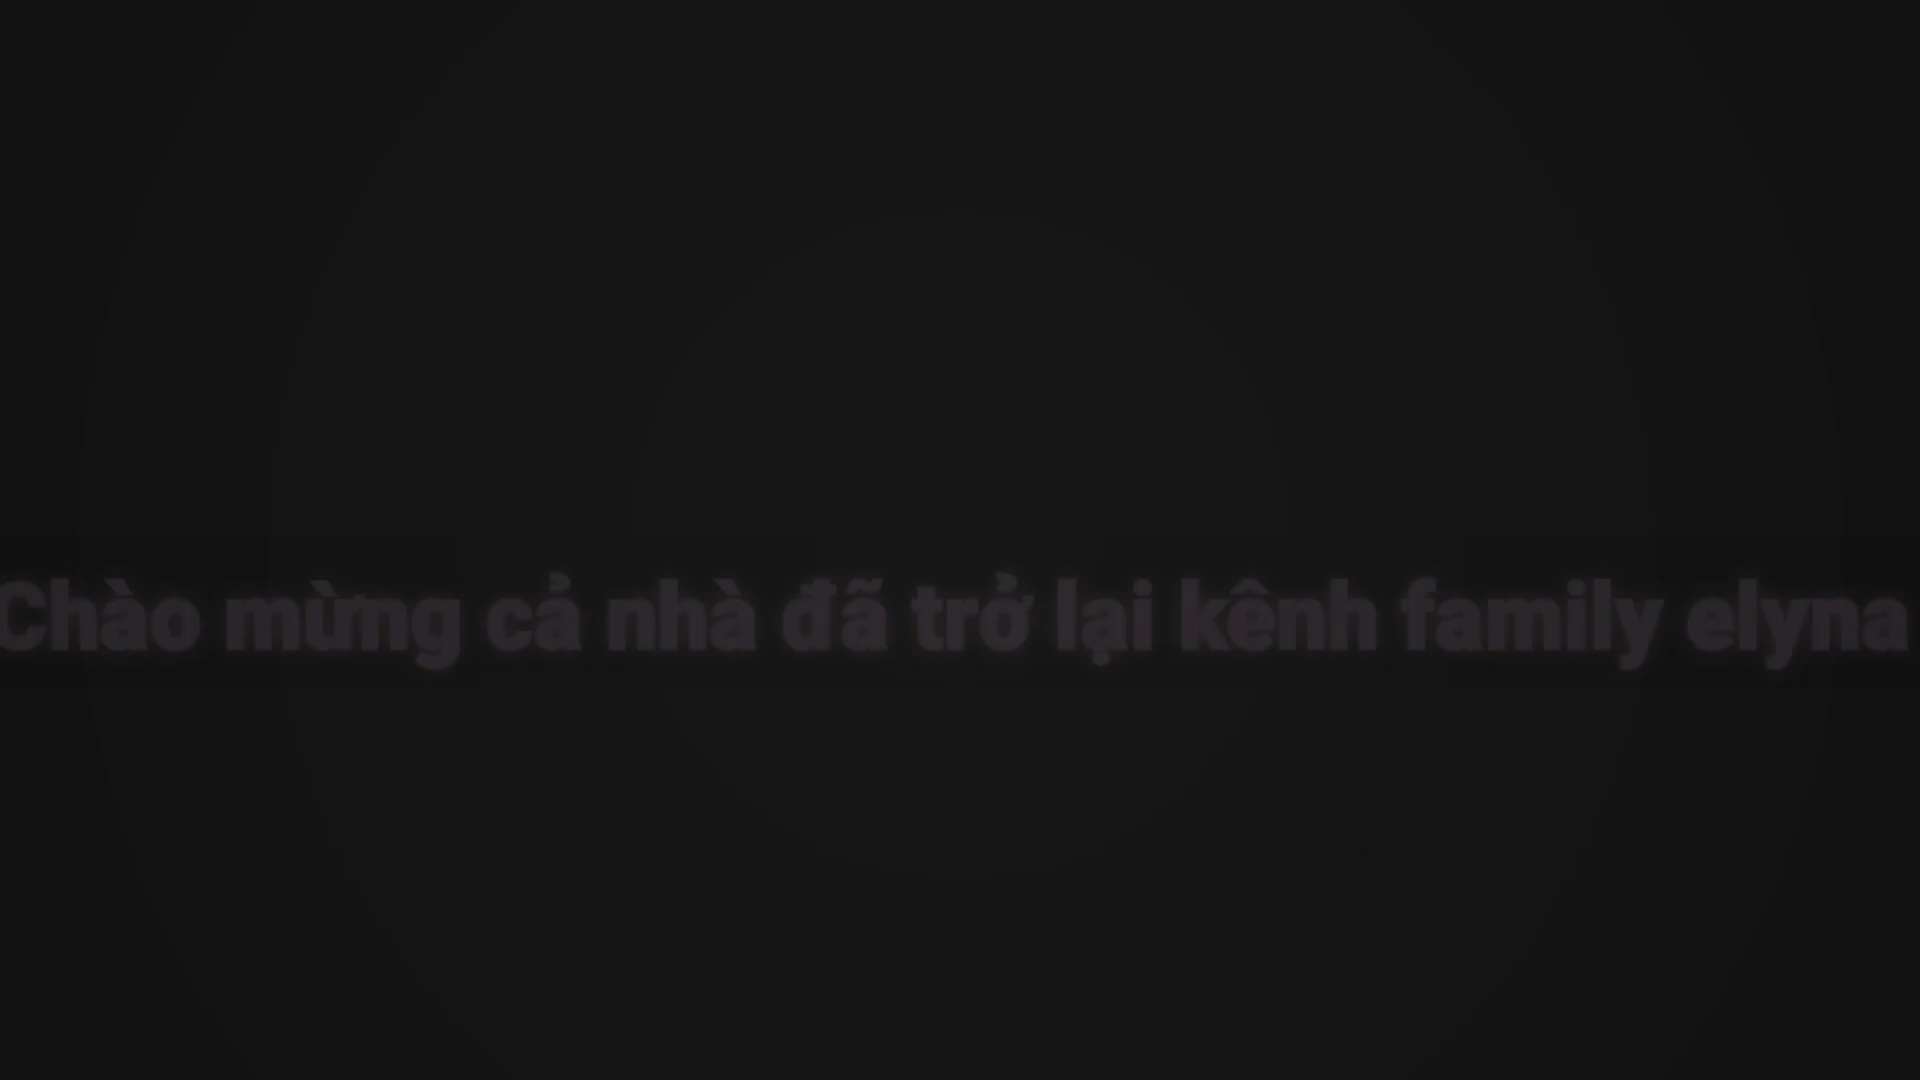 Chào mừng cả nhà đã trở lại kênh family elyna